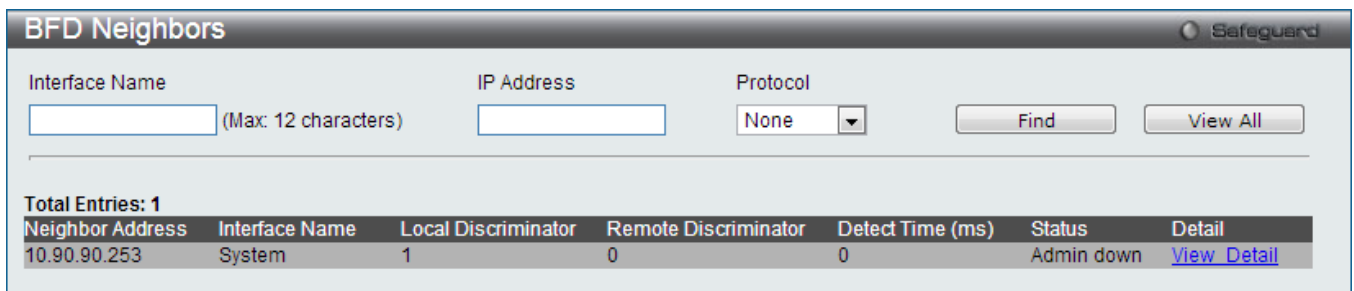 BFD Neighbors
Safeguard
Interface Name IP Address Protocol
(Max: 12 characters) None Find View All
Total Entries: 1
Neighbor Address Interface Name Local Discriminator Remote Discriminator Detect Time (ms) Status Detail
10.90.90.253 System 1 0 0 Admin down View Detail